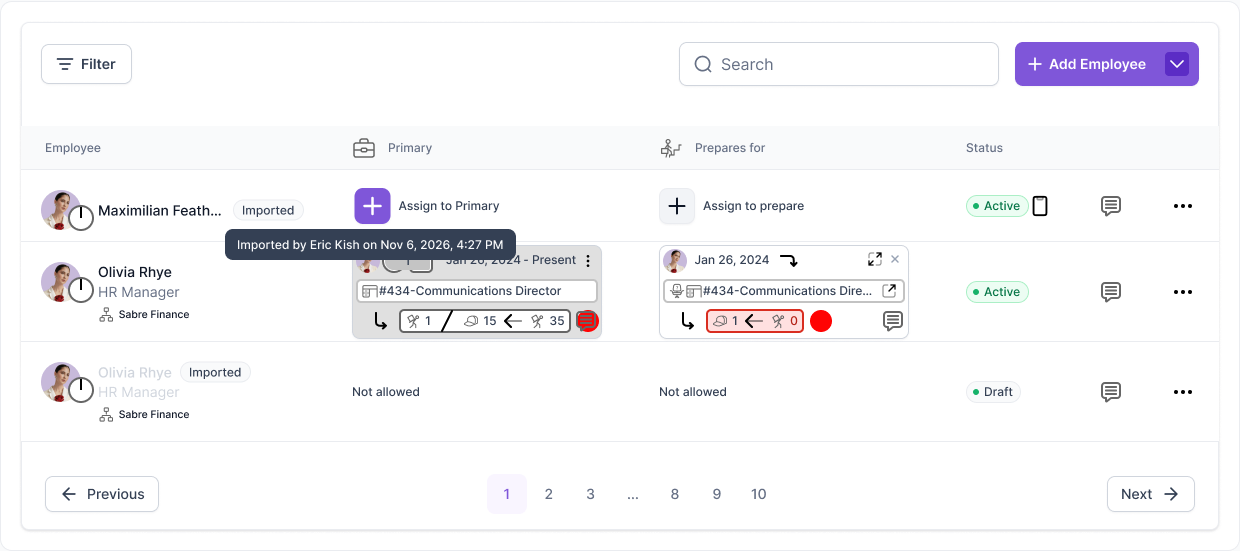 Filter
Search
Add Employee
Employee
Primary
Prepares for
Status
Maximilian Feath...
Imported
Assign to Primary
Assign to prepare
Active
Imported by Eric Kish on Nov 6, 2026, 4:27 PM
Olivia Rhye
HR Manager
Sabre Finance
Jan 26, 2024 - Present
#434-Communications Director
1
15
35
Jan 26, 2024
#434-Communications Dire...
1
0
Active
Olivia Rhye
Imported
HR Manager
Sabre Finance
Not allowed
Not allowed
Draft
Previous
1 2 3 ... 8 9 10
Next